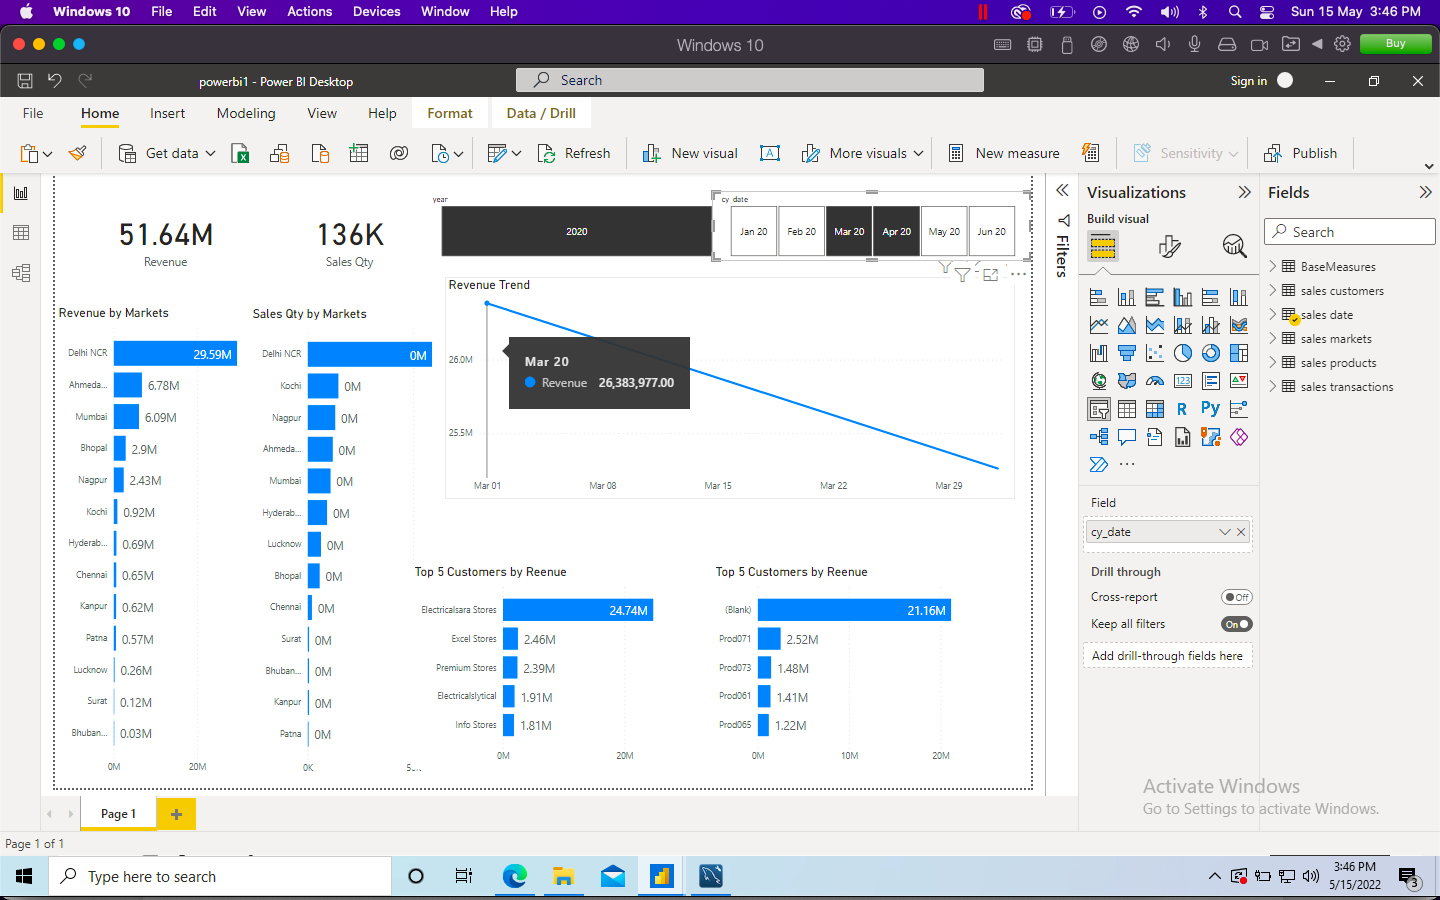 Windows 10 File Edit View Actions Devices Window Help Sun 15 May 3:46 PM
Windows 10 Buy
powerbi1 - Power BI Desktop Search Sign in
File Home Insert Modeling View Help Format Data / Drill
Get data Refresh New visual More visuals New measure Sensitivity Publish
51.64M
Revenue
136K
Sales Qty
year
2020
cy_date
Jan 20 Feb 20 Mar 20 Apr 20 May 20 Jun 20
Revenue by Markets
Delhi NCR 29.59M
Ahmeda... 6.78M
Mumbai 6.09M
Bhopal 2.9M
Nagpur 2.43M
Kochi 0.92M
Hyderab... 0.69M
Chennai 0.65M
Kanpur 0.62M
Patna 0.57M
Lucknow 0.26M
Surat 0.12M
Bhuban... 0.03M
0M 20M
Sales Qty by Markets
Delhi NCR 0M
Kochi 0M
Nagpur 0M
Ahmeda... 0M
Mumbai 0M
Hyderab... 0M
Lucknow 0M
Bhopal 0M
Chennai 0M
Surat 0M
Bhuban... 0M
Kanpur 0M
Patna 0M
0K
Revenue Trend
26.0M
25.5M
Mar 20
Revenue 26,383,977.00
Mar 01 Mar 08 Mar 15 Mar 22 Mar 29
Top 5 Customers by Reenue
Electricalsara Stores 24.74M
Excel Stores 2.46M
Premium Stores 2.39M
Electricalslytical 1.91M
Info Stores 1.81M
0M 20M
Top 5 Customers by Reenue
(Blank) 21.16M
Prod071 2.52M
Prod073 1.48M
Prod061 1.41M
Prod065 1.22M
0M 10M 20M
Filters
Visualizations
Build visual
R Py
123
...
Field
cy_date
Drill through
Cross-report Off
Keep all filters On
Add drill-through fields here
Fields
Search
BaseMeasures
sales customers
sales date
sales markets
sales products
sales transactions
Activate Windows
Go to Settings to activate Windows.
Page 1
Page 1 of 1
Type here to search
3:46 PM
5/15/2022
3